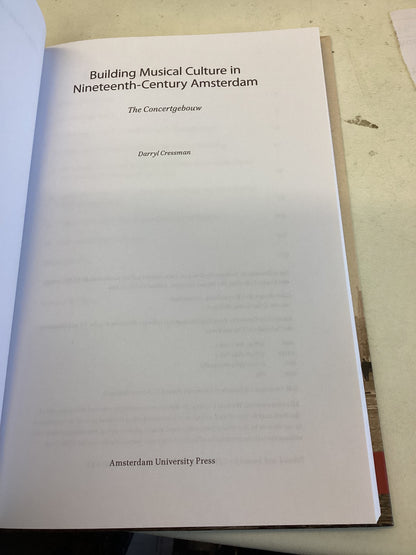 Building Musical Culture in
Nineteenth-Century Amsterdam
The Concertgebouw
Darryl Cressman
Amsterdam University Press